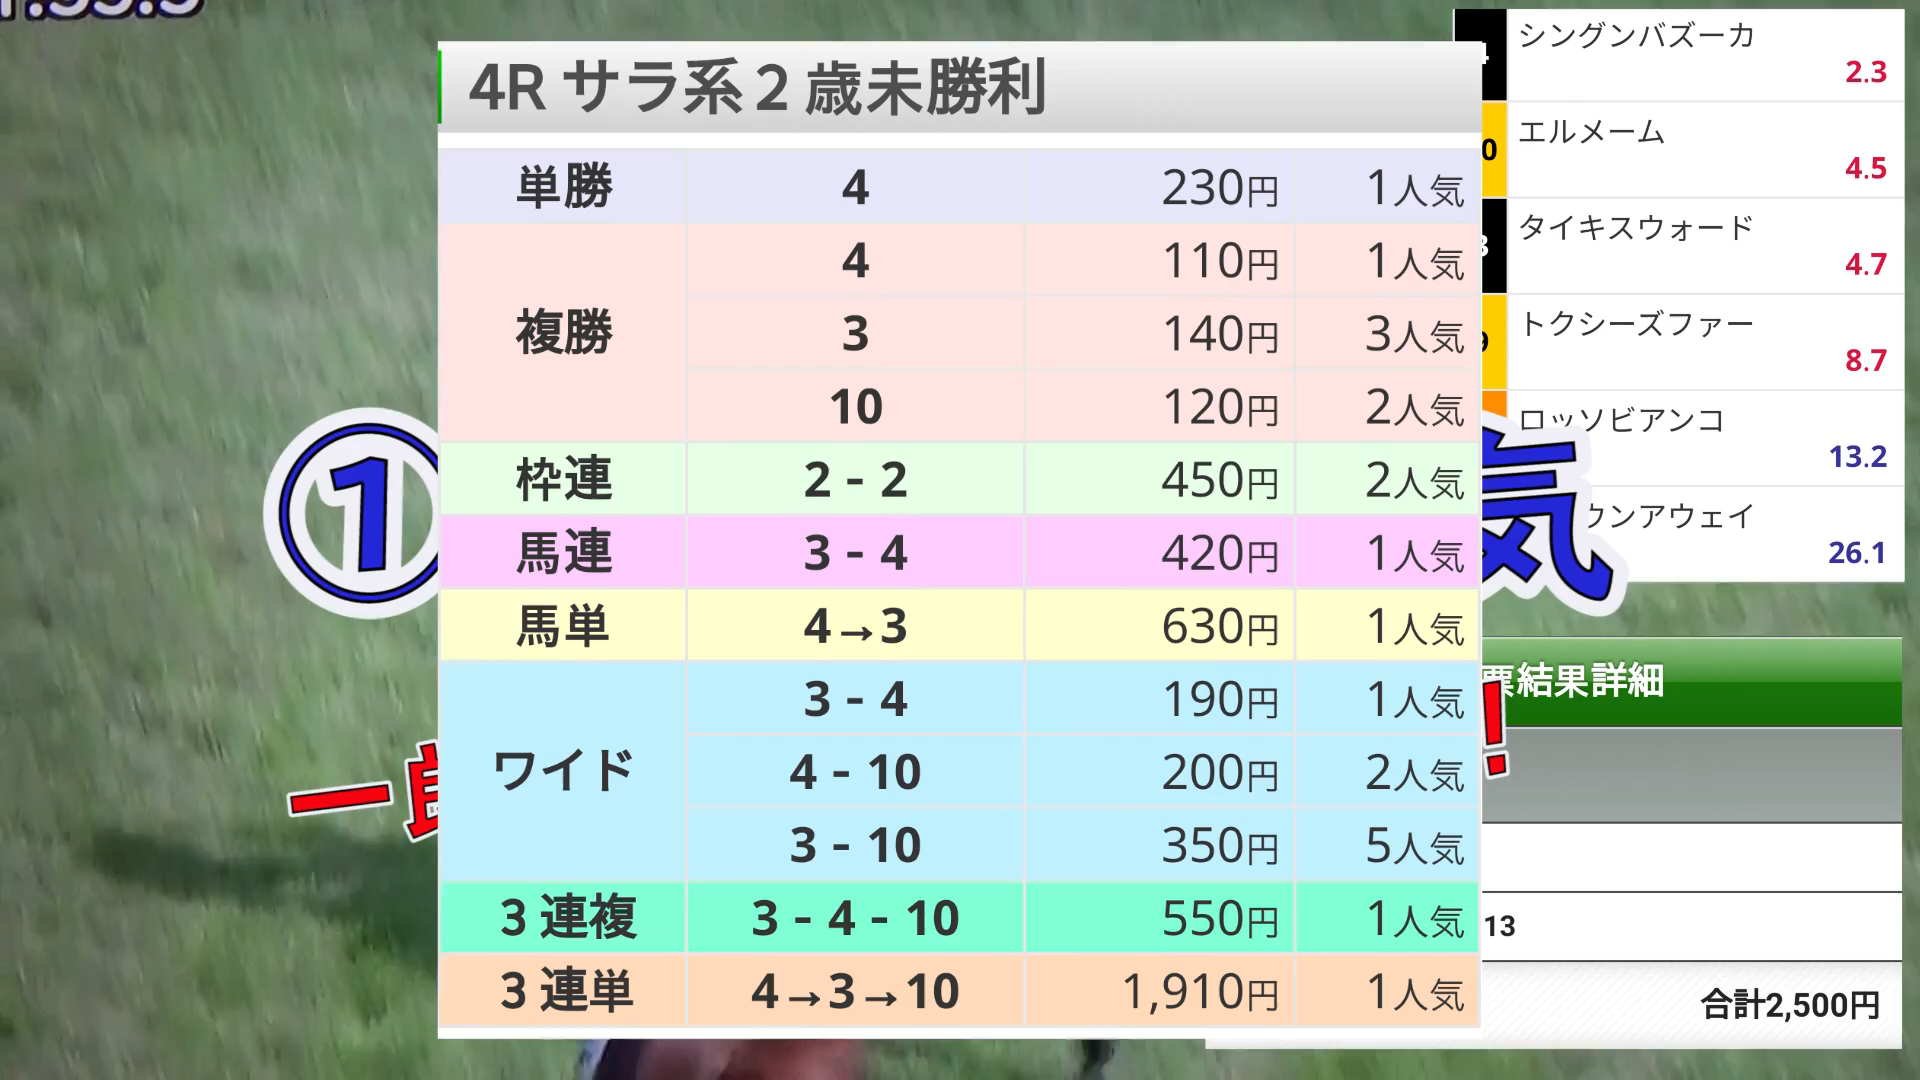 4R サラ系２歳未勝利
単勝 4 230円 1人気
複勝 4 110円 1人気
3 140円 3人気
10 120円 2人気
枠連 2 - 2 450円 2人気
馬連 3 - 4 420円 1人気
馬単 4→3 630円 1人気
ワイド 3 - 4 190円 1人気
4 - 10 200円 2人気
3 - 10 350円 5人気
３連複 3 - 4 - 10 550円 1人気
３連単 4→3→10 1,910円 1人気
シングンバズーカ
2.3
エルメーム
4.5
タイキスウォード
4.7
トクシーズファー
8.7
ロッソビアンコ
13.2
ウンアウェイ
26.1
①
気
一
！
票結果詳細
13
合計2,500円